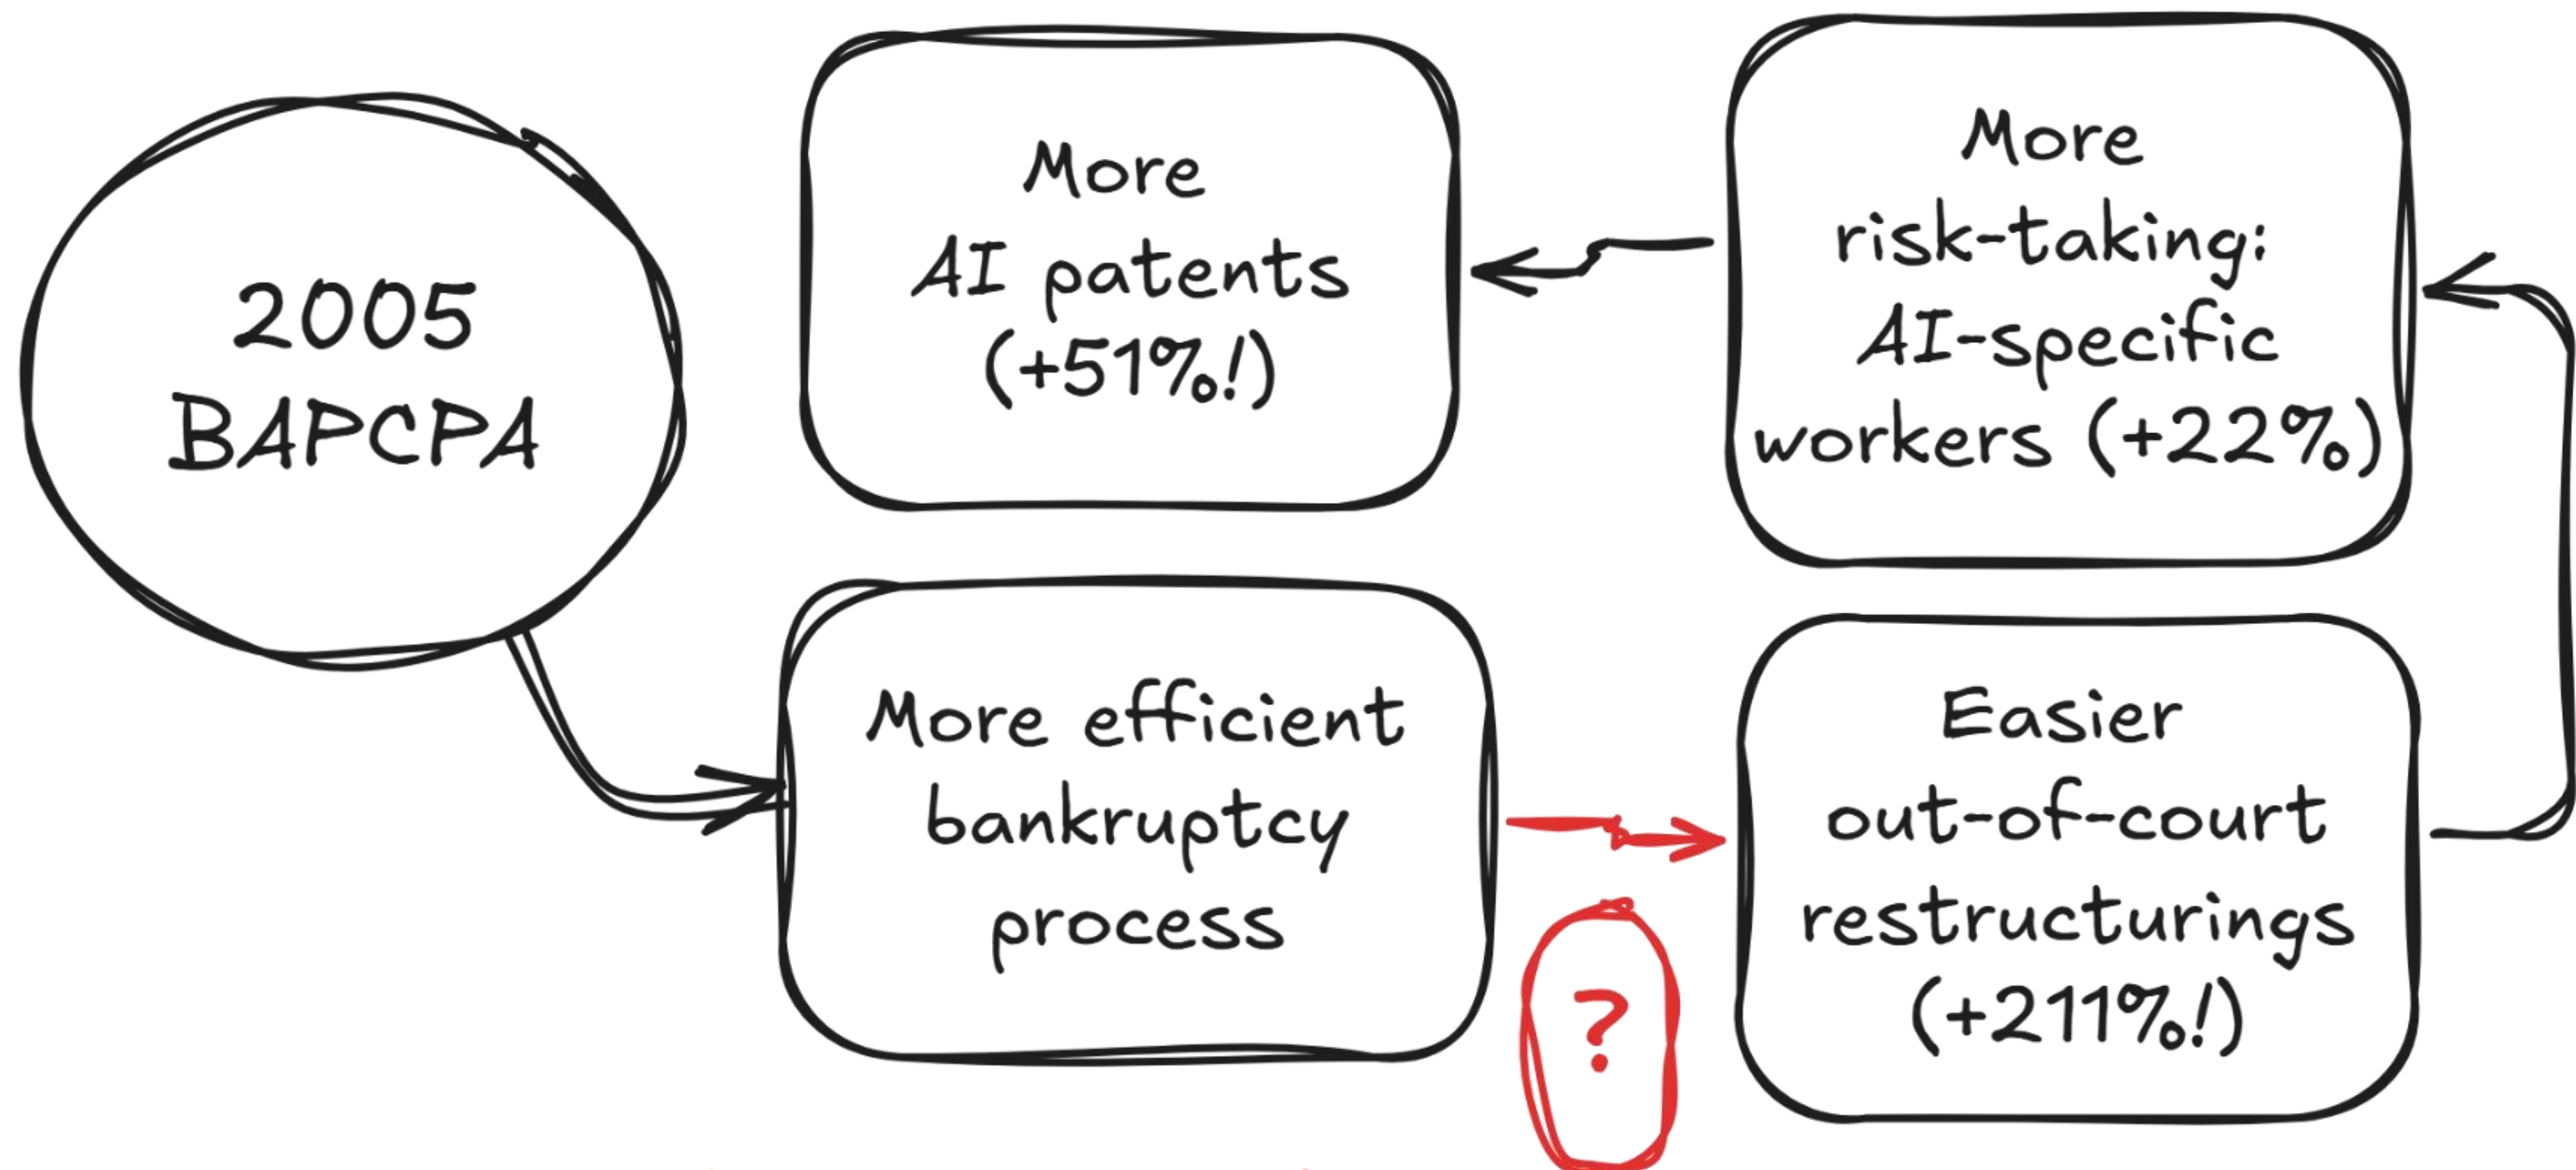 2005
BAPCPA
More efficient
bankruptcy
process
?
Easier
out-of-court
restructurings
(+211%!)
More
risk-taking:
AI-specific
workers (+22%)
More
AI patents
(+51%!)